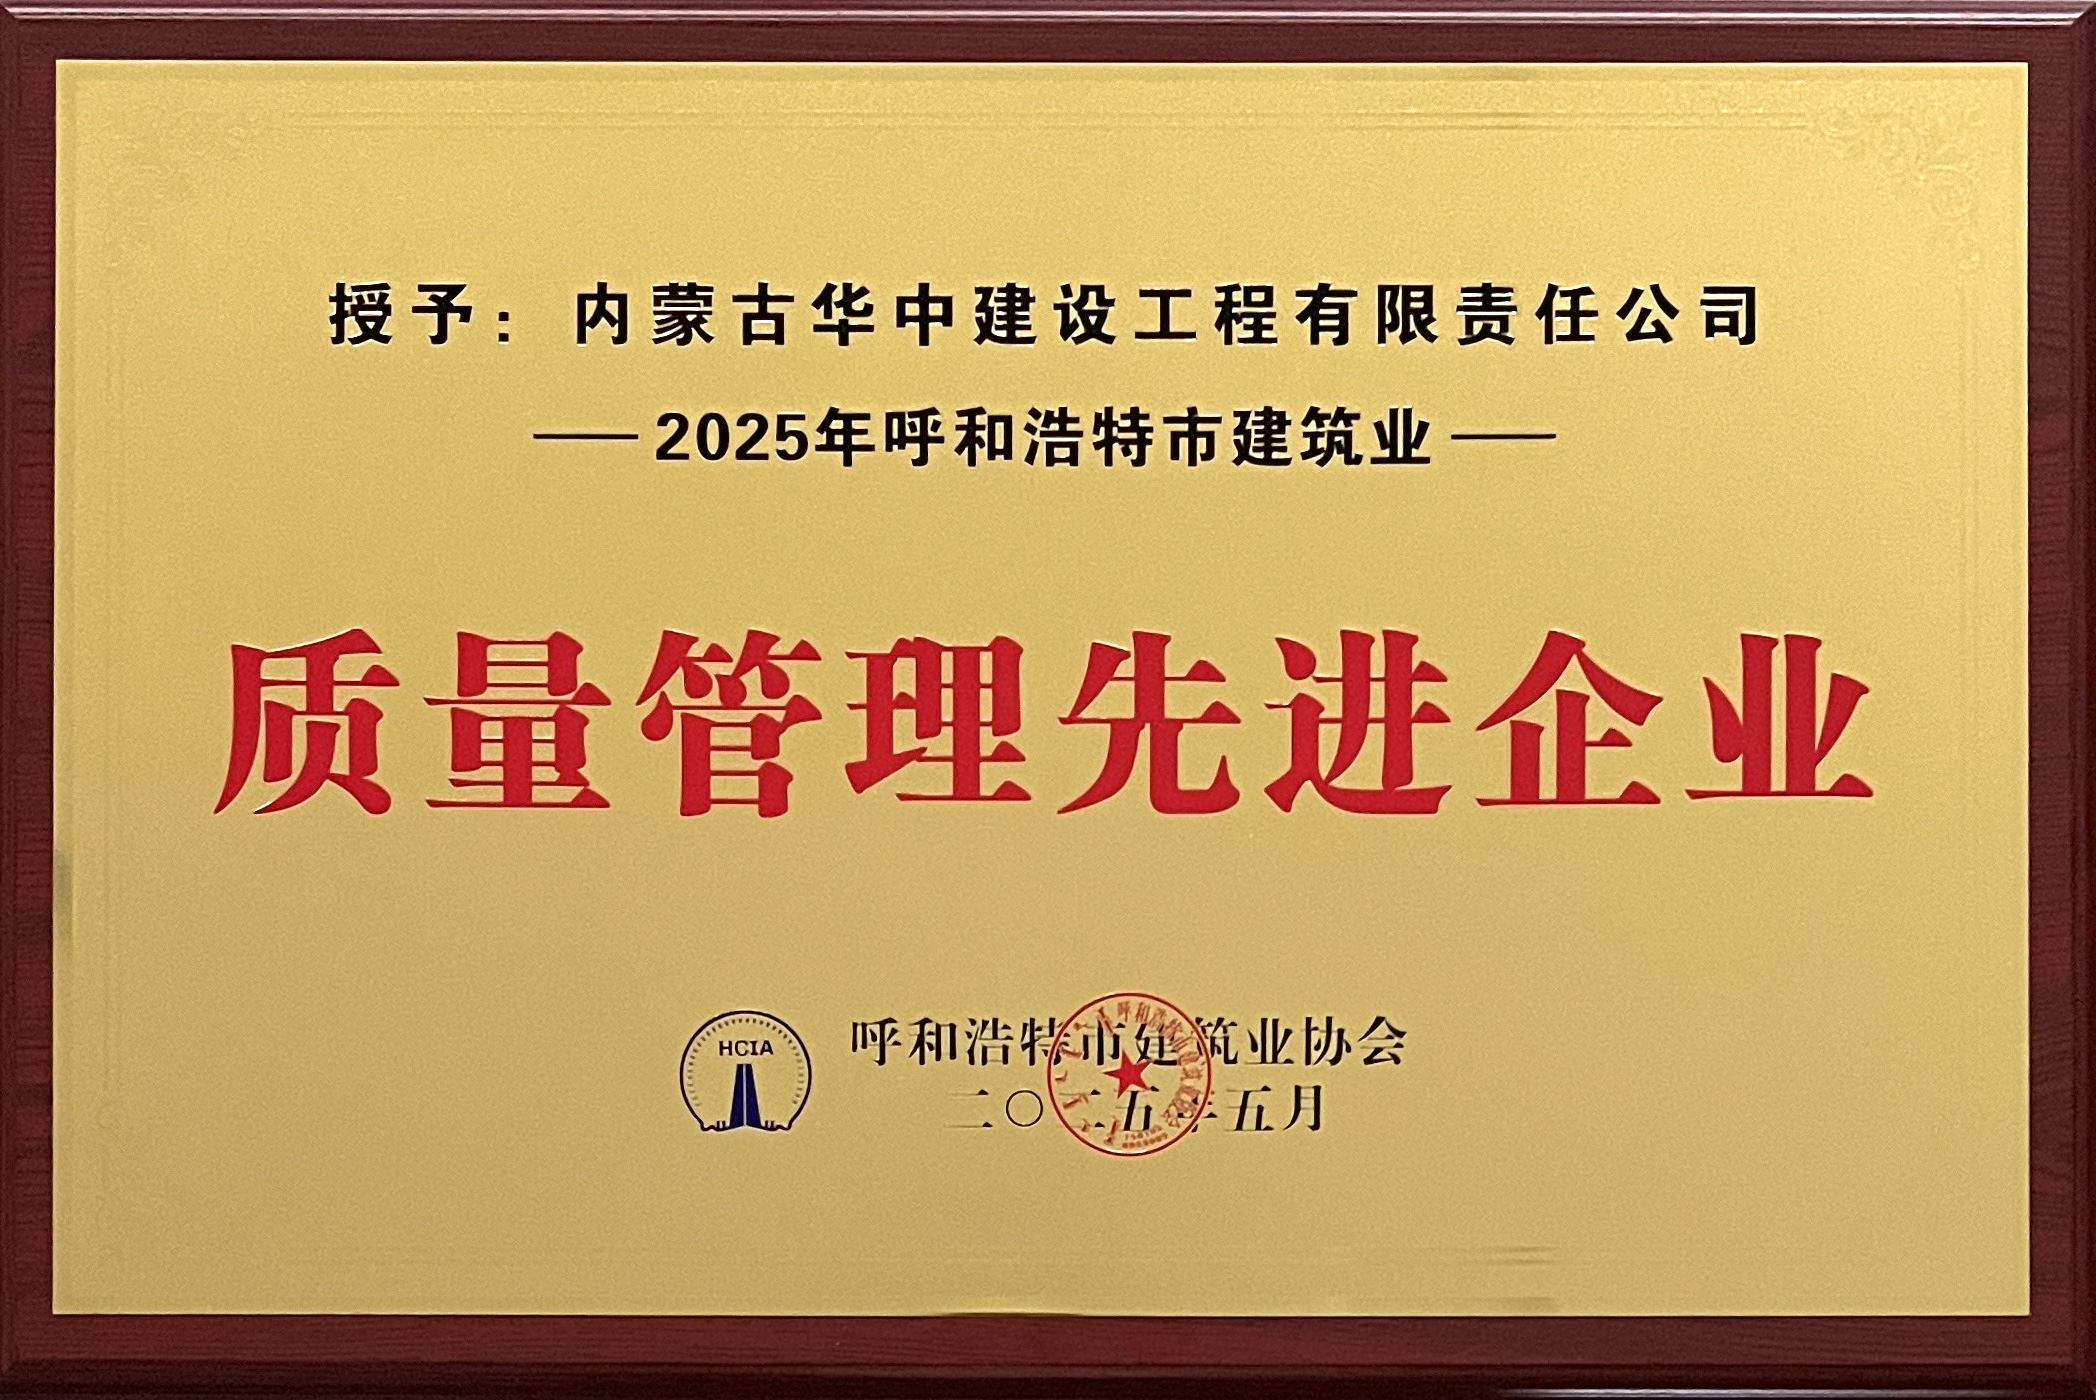 授予：内蒙古华中建设工程有限责任公司
2025年呼和浩特市建筑业
质量管理先进企业
HCIA
呼和浩特市建筑业协会
二〇二五年五月